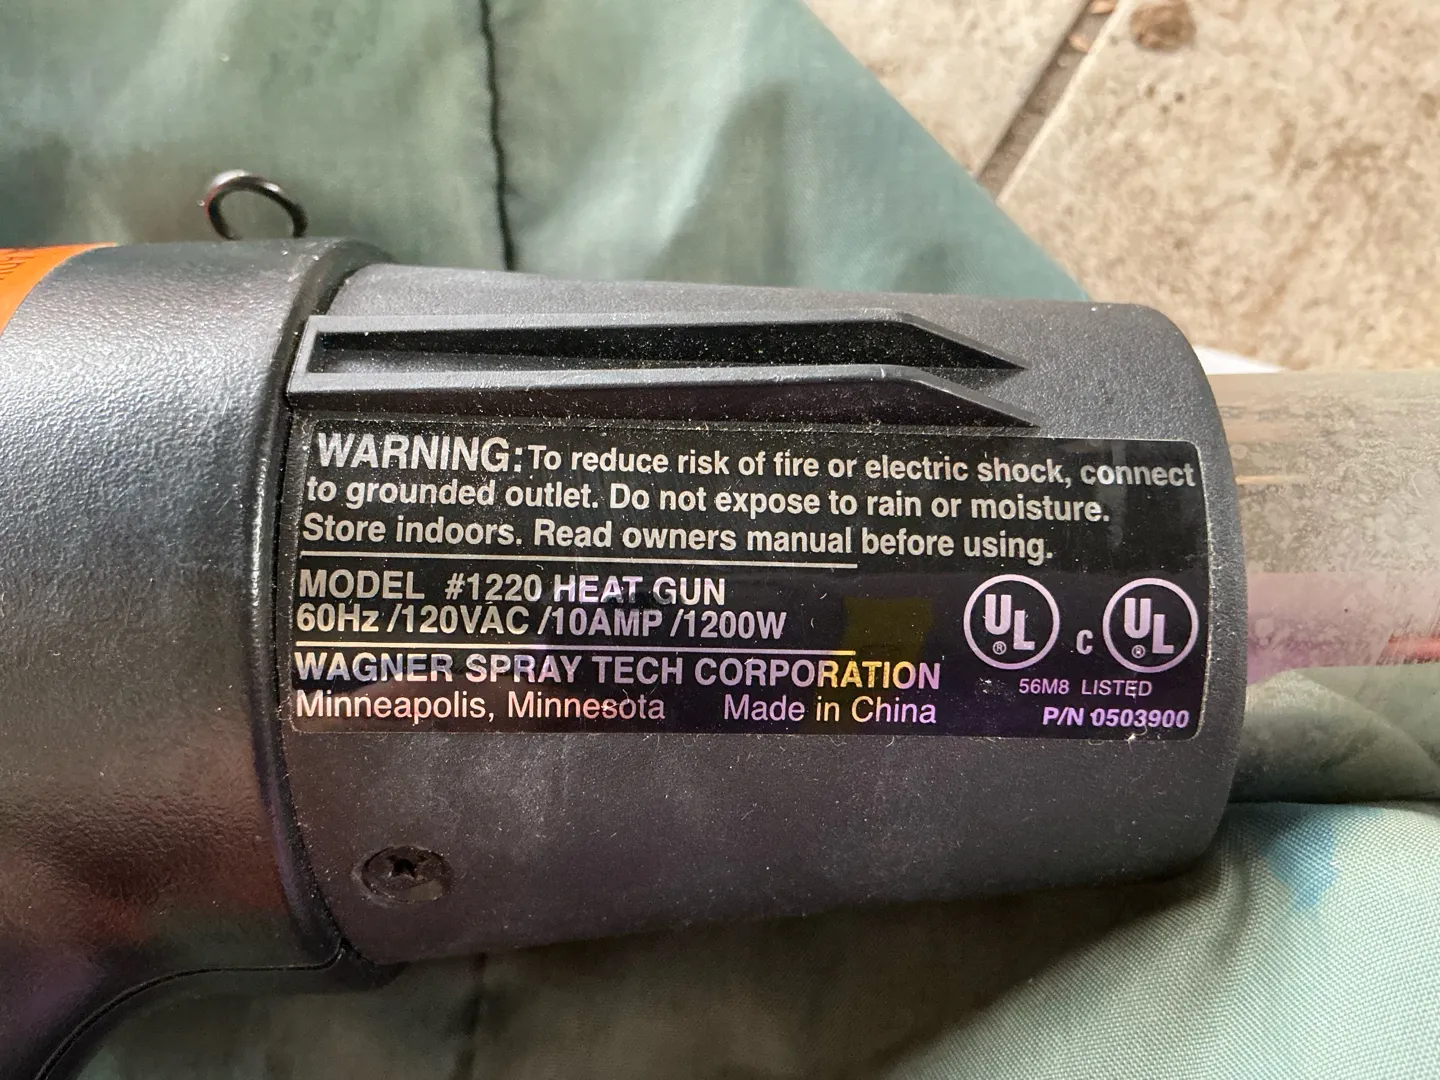 WARNING: To reduce risk of fire or electric shock, connect
to grounded outlet. Do not expose to rain or moisture.
Store indoors. Read owners manual before using.
MODEL #1220 HEAT GUN
60Hz /120VAC /10AMP /1200W
WAGNER SPRAY TECH CORPORATION
Minneapolis, Minnesota Made in China
UL ® C UL ®
56M8 LISTED
P/N 0503900